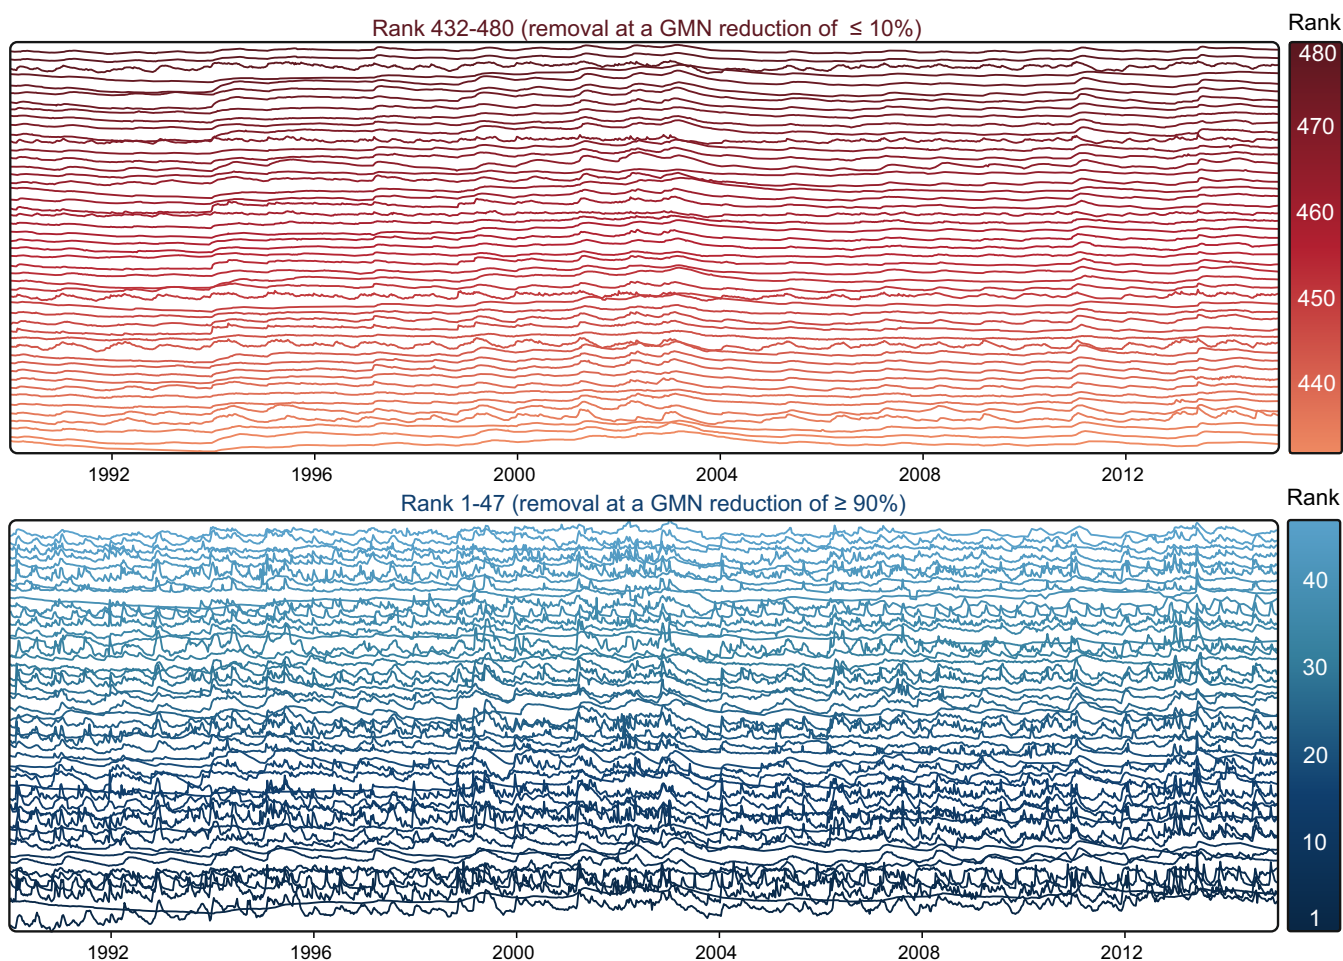 Rank 432-480 (removal at a GMN reduction of ≤ 10%)
Rank
480
470
460
450
440
1992 1996 2000 2004 2008 2012
Rank 1-47 (removal at a GMN reduction of ≥ 90%)
Rank
40
30
20
10
1
1992 1996 2000 2004 2008 2012